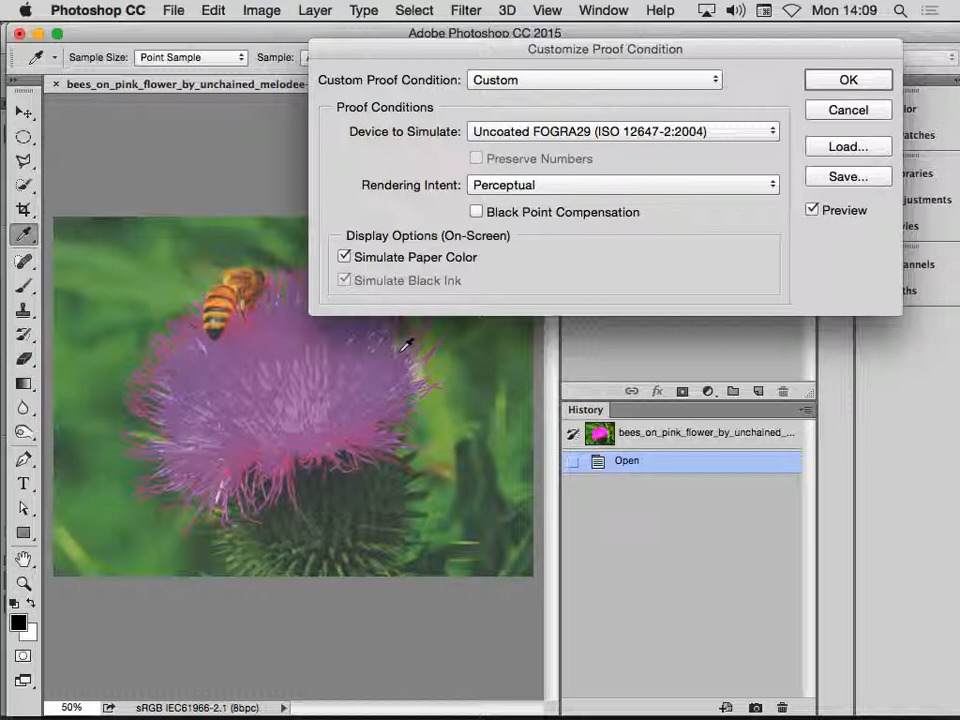 Photoshop CC File Edit Image Layer Type Select Filter 3D View Window Help Mon 14:09
Adobe Photoshop CC 2015
Sample Size: Point Sample Sample:
Customize Proof Condition
× bees_on_pink_flower_by_unchained_melodee-
Custom Proof Condition: Custom OK
Proof Conditions Cancel
Device to Simulate: Uncoated FOGRA29 (ISO 12647-2:2004)
Load...
Preserve Numbers
Rendering Intent: Perceptual Save...
Black Point Compensation Preview
Display Options (On-Screen)
Simulate Paper Color
Simulate Black Ink
lor
atches
raries
justments
les
annels
ths
fx
History
bees_on_pink_flower_by_unchained_...
Open
T
50% sRGB IEC61966-2.1 (8bpc)